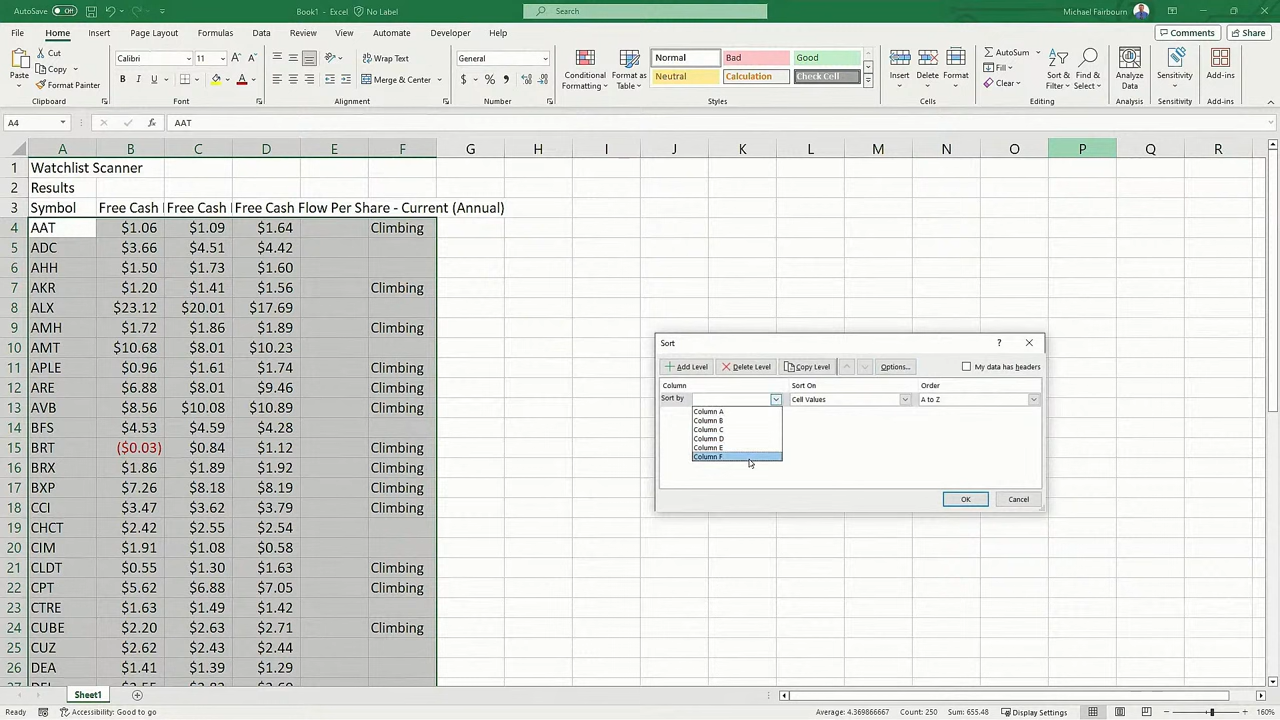 AutoSave Off Book1 - Excel No Label Search Michael Fairbourn
File Home Insert Page Layout Formulas Data Review View Automate Developer Help Comments Share
Paste Cut Copy Format Painter Clipboard
Calibri 11 A A B I U A Font
Wrap Text Merge & Center Alignment
General $ % Number
Conditional Formatting Format as Table Normal Bad Good Neutral Calculation Check Cell Styles
Insert Delete Format Cells
AutoSum Fill Clear Sort & Filter Find & Select Editing
Analyze Data Analysis
Sensitivity Sensitivity
Add-ins Add-ins
A4 fx AAT
A B C D E F G H I J K L M N O P Q R
1 Watchlist Scanner
2 Results
3 Symbol Free Cash Free Cash Free Cash Flow Per Share - Current (Annual)
4 AAT $1.06 $1.09 $1.64 Climbing
5 ADC $3.66 $4.51 $4.42
6 AHH $1.50 $1.73 $1.60
7 AKR $1.20 $1.41 $1.56 Climbing
8 ALX $23.12 $20.01 $17.69
9 AMH $1.72 $1.86 $1.89 Climbing
10 AMT $10.68 $8.01 $10.23
11 APLE $0.96 $1.61 $1.74 Climbing
12 ARE $6.88 $8.01 $9.46 Climbing
13 AVB $8.56 $10.08 $10.89 Climbing
14 BFS $4.53 $4.59 $4.28
15 BRT ($0.03) $0.84 $1.12 Climbing
16 BRX $1.86 $1.89 $1.92 Climbing
17 BXP $7.26 $8.18 $8.19 Climbing
18 CCI $3.47 $3.62 $3.79 Climbing
19 CHCT $2.42 $2.55 $2.54
20 CIM $1.91 $1.08 $0.58
21 CLDT $0.55 $1.30 $1.63 Climbing
22 CPT $5.62 $6.88 $7.05 Climbing
23 CTRE $1.63 $1.49 $1.42
24 CUBE $2.20 $2.63 $2.71 Climbing
25 CUZ $2.62 $2.43 $2.44
26 DEA $1.41 $1.39 $1.29
Sort ?
Add Level Delete Level Copy Level Options... My data has headers
Column Sort On Order
Sort by Cell Values A to Z
Column A
Column B
Column C
Column D
Column E
Column F
OK Cancel
Sheet1
Ready Accessibility: Good to go Average: 4.369866667 Count: 250 Sum: 655.48 Display Settings 160%